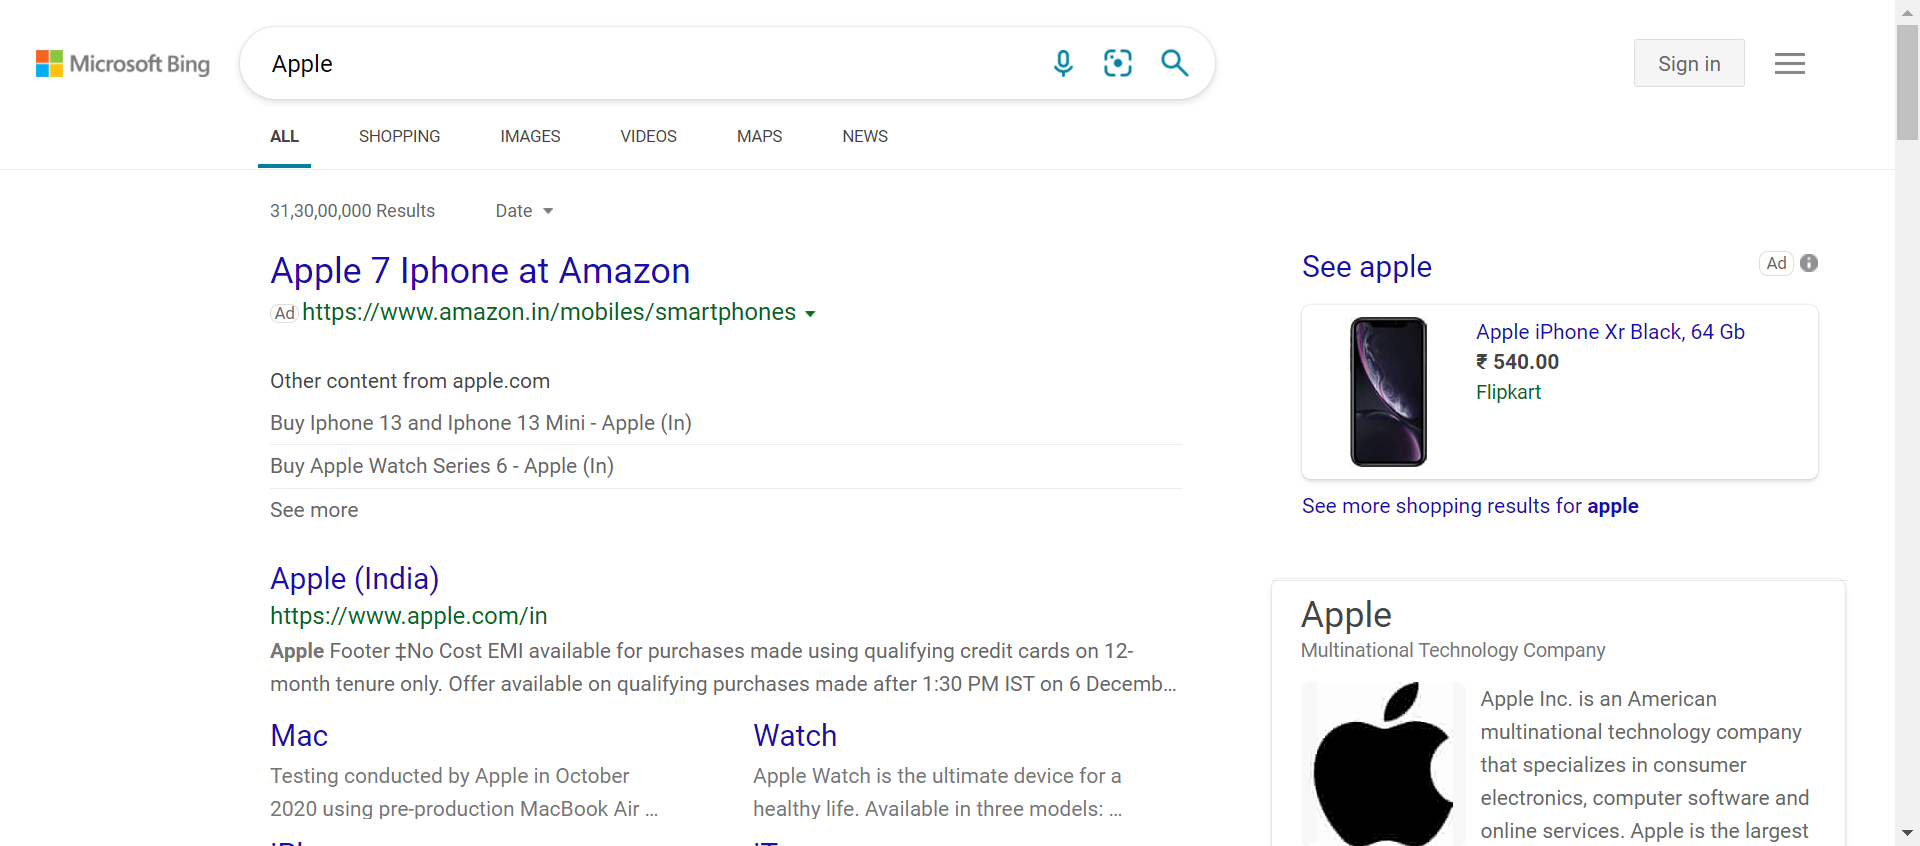 Microsoft Bing
Apple
Sign in
ALL
SHOPPING
IMAGES
VIDEOS
MAPS
NEWS
31,30,00,000 Results
Date
Apple 7 Iphone at Amazon
Ad https://www.amazon.in/mobiles/smartphones
Other content from apple.com
Buy Iphone 13 and Iphone 13 Mini - Apple (In)
Buy Apple Watch Series 6 - Apple (In)
See more
Apple (India)
https://www.apple.com/in
Apple Footer ‡No Cost EMI available for purchases made using qualifying credit cards on 12-
month tenure only. Offer available on qualifying purchases made after 1:30 PM IST on 6 Decemb...
Mac
Testing conducted by Apple in October
2020 using pre-production MacBook Air ...
Watch
Apple Watch is the ultimate device for a
healthy life. Available in three models: ...
See apple
Ad
Apple iPhone Xr Black, 64 Gb
₹ 540.00
Flipkart
See more shopping results for apple
Apple
Multinational Technology Company
Apple Inc. is an American
multinational technology company
that specializes in consumer
electronics, computer software and
online services. Apple is the largest